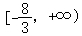 [-8/3, +∞)